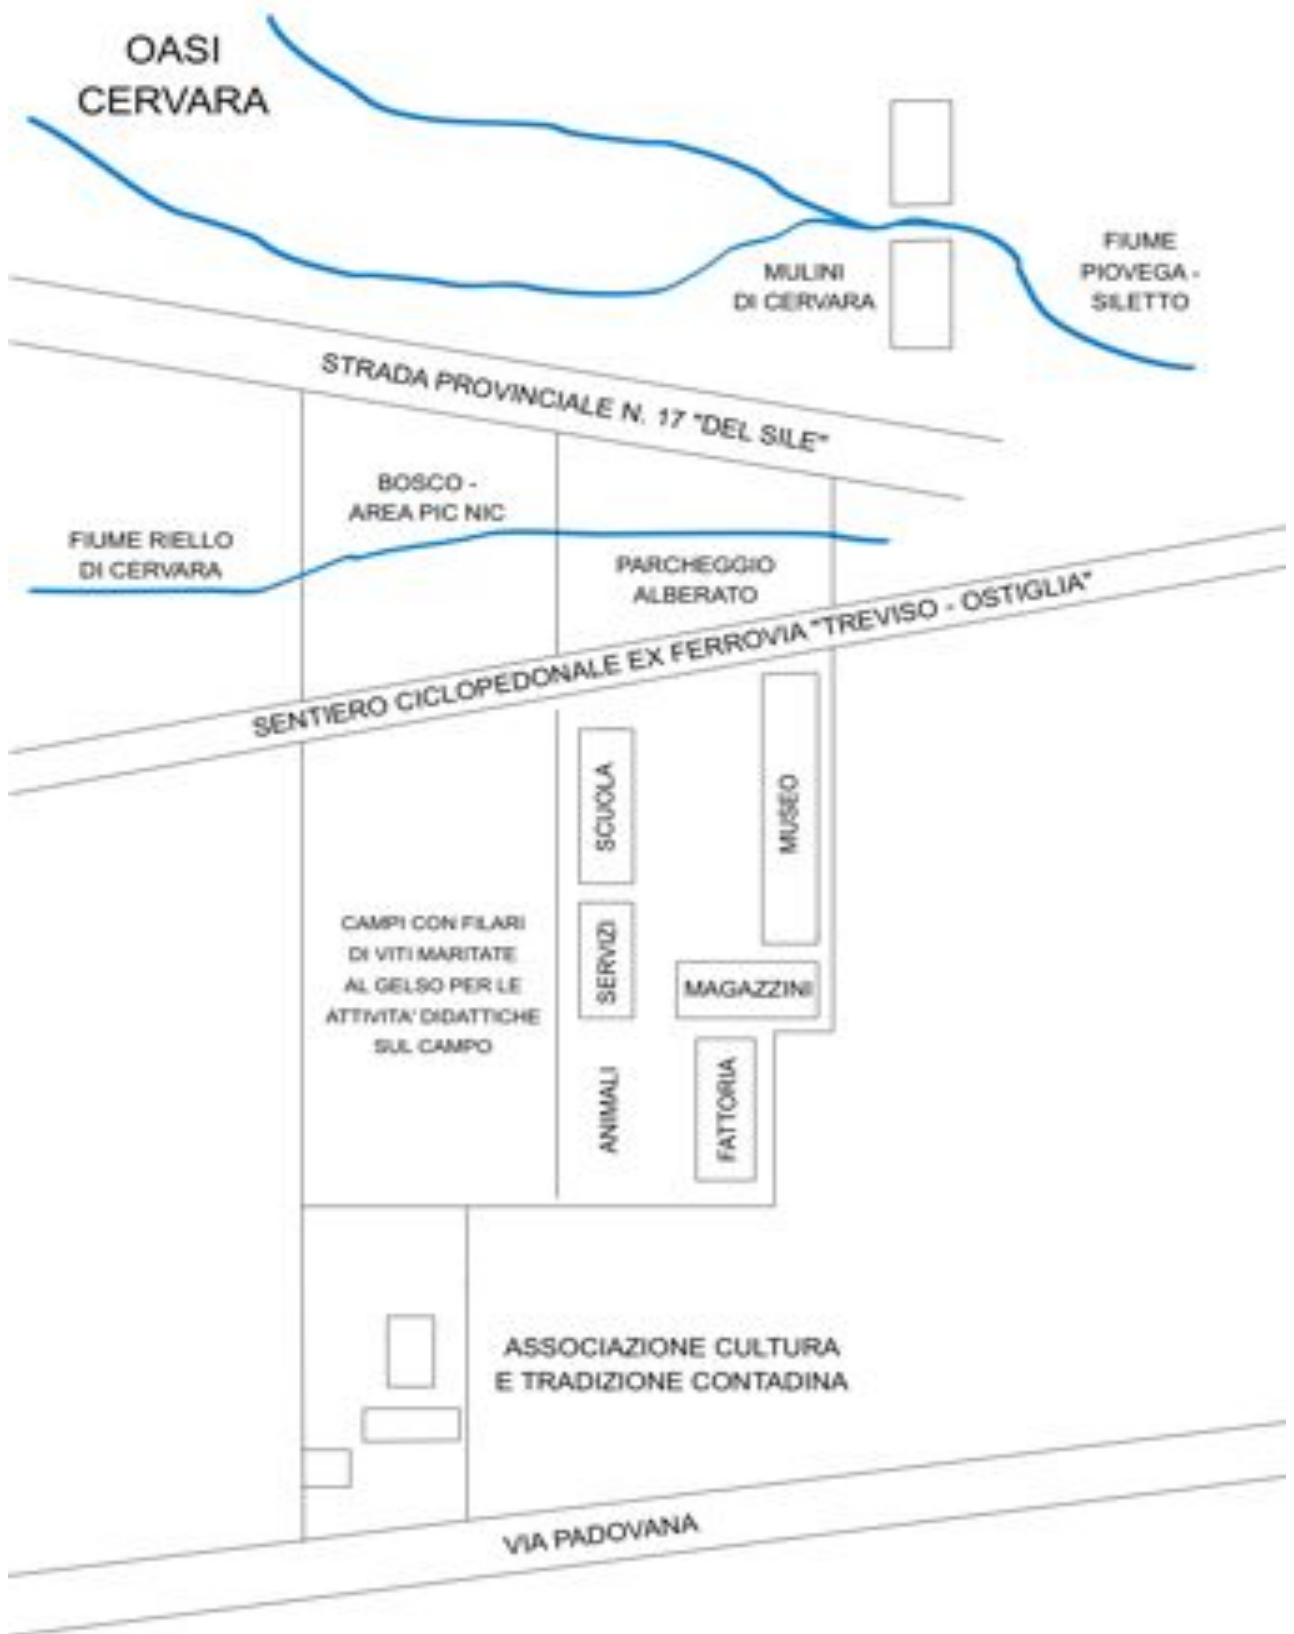 OASI
CERVARA
FIUME
PIOVEGA -
SILETTO
MULINI
DI CERVARA
STRADA PROVINCIALE N. 17 "DEL SILE"
BOSCO -
AREA PIC NIC
FIUME RIELLO
DI CERVARA
PARCHEGGIO
ALBERATO
SENTIERO CICLOPEDONALE EX FERROVIA "TREVISO - OSTIGLIA"
SCUOLA
MUSEO
CAMPI CON FILARI
DI VITI MARITATE
AL GELSO PER LE
ATTIVITA' DIDATTICHE
SUL CAMPO
SERVIZI
MAGAZZINI
ANIMALI
FATTORIA
ASSOCIAZIONE CULTURA
E TRADIZIONE CONTADINA
VIA PADOVANA